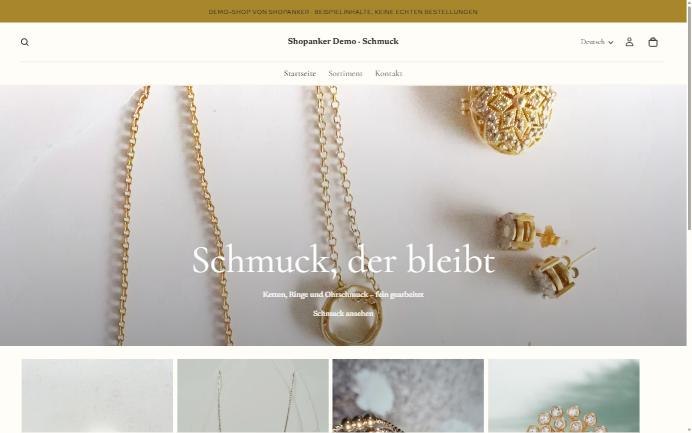 DEMO-SHOP VON SHOPANKER · BEISPIELINHALTE, KEINE ECHTEN BESTELLUNGEN
Shopanker Demo - Schmuck
Deutsch
Startseite Sortiment Kontakt
Schmuck, der bleibt
Ketten, Ringe und Ohrschmuck – fein gearbeitet
Schmuck ansehen